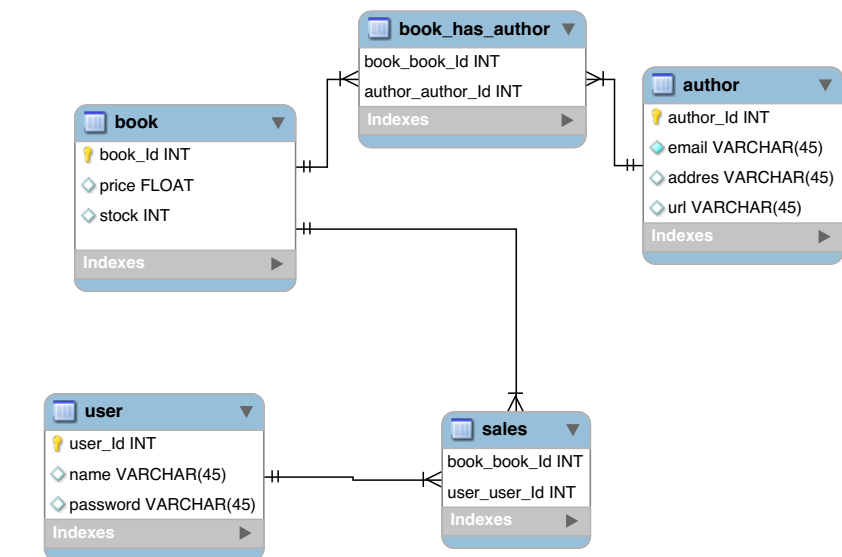 book_has_author
book_book_Id INT
author_author_Id INT
Indexes
author
author_Id INT
email VARCHAR(45)
addres VARCHAR(45)
url VARCHAR(45)
Indexes
book
book_Id INT
price FLOAT
stock INT
Indexes
user
user_Id INT
name VARCHAR(45)
password VARCHAR(45)
Indexes
sales
book_book_Id INT
user_user_Id INT
Indexes